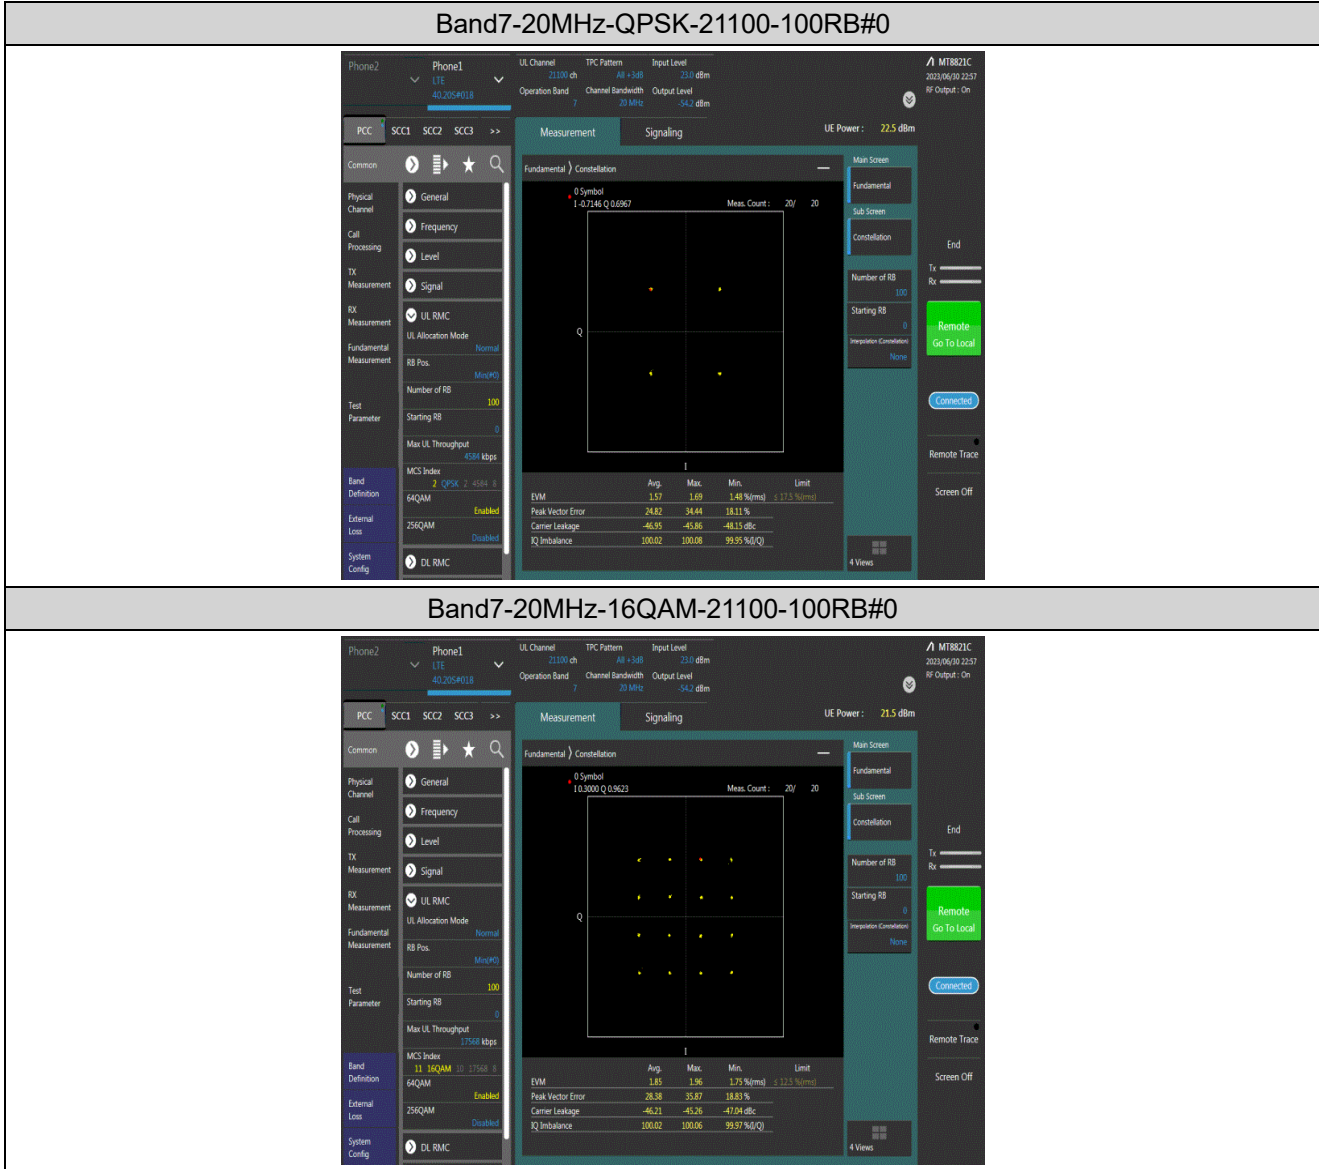 Band7-20MHz-QPSK-21100-100RB#0
Phone2
Phone1
LTE
40.20S#018
UL Channel
21100 ch
TPC Pattern
All +3dB
Input Level
23.0 dBm
Operation Band
7
Channel Bandwidth
20 MHz
Output Level
-54.2 dBm
MT8821C
2023/06/30 22:57
RF Output : On
PCC SCC1 SCC2 SCC3 >>
Measurement Signaling
UE Power : 22.5 dBm
Common
Physical
Channel
Call
Processing
TX
Measurement
RX
Measurement
Fundamental
Measurement
Test
Parameter
Band
Definition
External
Loss
System
Config
General
Frequency
Level
Signal
UL RMC
UL Allocation Mode
Normal
RB Pos.
Min(#0)
Number of RB
100
Starting RB
0
Max UL Throughput
4584 kbps
MCS Index
2 QPSK 2 4584 8
64QAM
Enabled
256QAM
Disabled
DL RMC
Fundamental ⟩ Constellation
0 Symbol
I -0.7146 Q 0.6967
Meas. Count : 20/ 20
Q
I
Avg. Max. Min. Limit
EVM 1.57 1.69 1.48 %(rms) ≤ 17.5 %(rms)
Peak Vector Error 24.82 34.44 18.11 %
Carrier Leakage -46.95 -45.86 -48.15 dBc
IQ Imbalance 100.02 100.08 99.95 %(I/Q)
Main Screen
Fundamental
Sub Screen
Constellation
Number of RB
100
Starting RB
0
Interpolation (Constellation)
None
4 Views
End
Tx
Rx
Remote
Go To Local
Connected
Remote Trace
Screen Off
Band7-20MHz-16QAM-21100-100RB#0
Phone2
Phone1
LTE
40.20S#018
UL Channel
21100 ch
TPC Pattern
All +3dB
Input Level
23.0 dBm
Operation Band
7
Channel Bandwidth
20 MHz
Output Level
-54.2 dBm
MT8821C
2023/06/30 22:57
RF Output : On
PCC SCC1 SCC2 SCC3 >>
Measurement Signaling
UE Power : 21.5 dBm
Common
Physical
Channel
Call
Processing
TX
Measurement
RX
Measurement
Fundamental
Measurement
Test
Parameter
Band
Definition
External
Loss
System
Config
General
Frequency
Level
Signal
UL RMC
UL Allocation Mode
Normal
RB Pos.
Min(#0)
Number of RB
100
Starting RB
0
Max UL Throughput
17568 kbps
MCS Index
11 16QAM 10 17568 8
64QAM
Enabled
256QAM
Disabled
DL RMC
Fundamental ⟩ Constellation
0 Symbol
I 0.3000 Q 0.9623
Meas. Count : 20/ 20
Q
I
Avg. Max. Min. Limit
EVM 1.85 1.96 1.75 %(rms) ≤ 12.5 %(rms)
Peak Vector Error 28.38 35.87 18.83 %
Carrier Leakage -46.21 -45.26 -47.04 dBc
IQ Imbalance 100.02 100.06 99.97 %(I/Q)
Main Screen
Fundamental
Sub Screen
Constellation
Number of RB
100
Starting RB
0
Interpolation (Constellation)
None
4 Views
End
Tx
Rx
Remote
Go To Local
Connected
Remote Trace
Screen Off